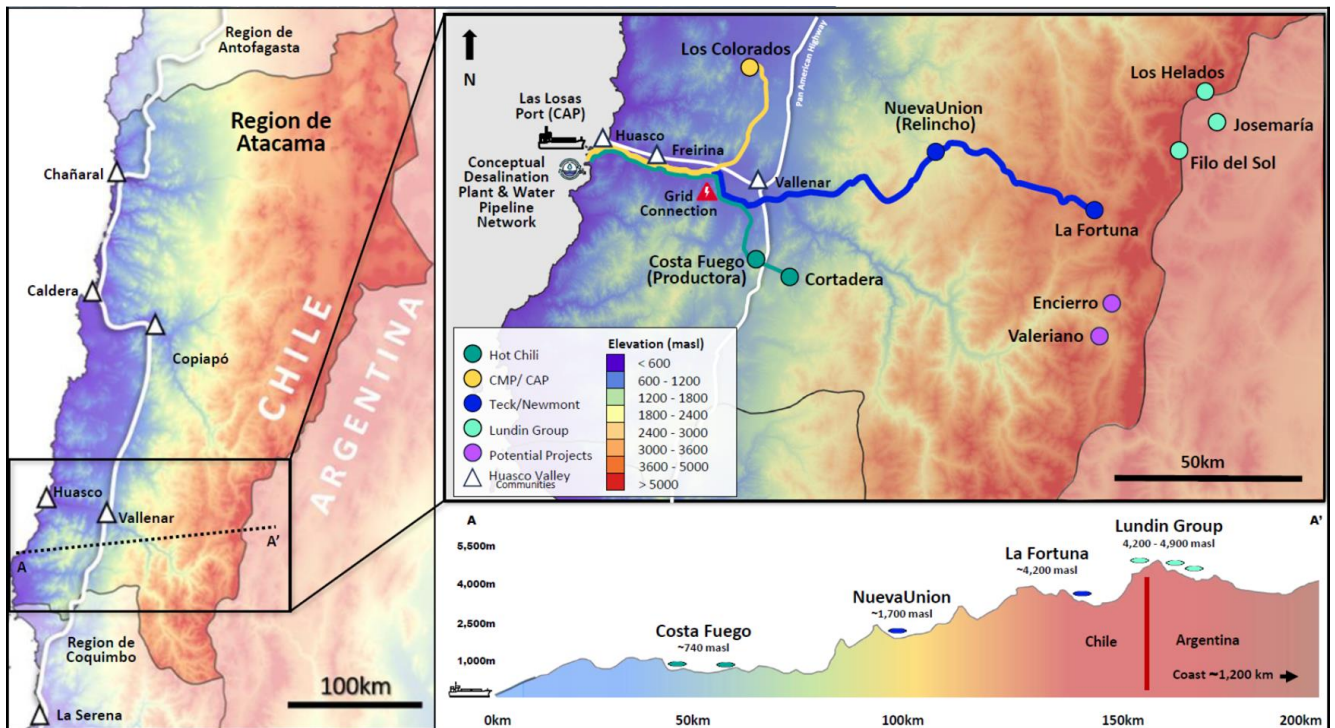 Region de
Antofagasta
Region de
Atacama
Chañaral
Caldera
Copiapó
CHILE
ARGENTINA
Huasco
Vallenar
A
A'
Region de
Coquimbo
La Serena
100km
N
Los Colorados
Pan American Highway
Las Losas
Port (CAP)
Huasco
Freirina
Conceptual
Desalination
Plant & Water
Pipeline
Network
Grid
Connection
Vallenar
NuevaUnion
(Relincho)
Los Helados
Josemaría
Filo del Sol
La Fortuna
Costa Fuego
(Productora)
Cortadera
Encierro
Valeriano
50km
Hot Chili
CMP/ CAP
Teck/Newmont
Lundin Group
Potential Projects
Huasco Valley
Communities
Elevation (masl)
< 600
600 - 1200
1200 - 1800
1800 - 2400
2400 - 3000
3000 - 3600
3600 - 5000
> 5000
A
A'
5,500m
4,000m
2,500m
1,000m
Costa Fuego
~740 masl
NuevaUnion
~1,700 masl
La Fortuna
~4,200 masl
Lundin Group
4,200 - 4,900 masl
Chile
Argentina
Coast ~1,200 km
0km
50km
100km
150km
200km